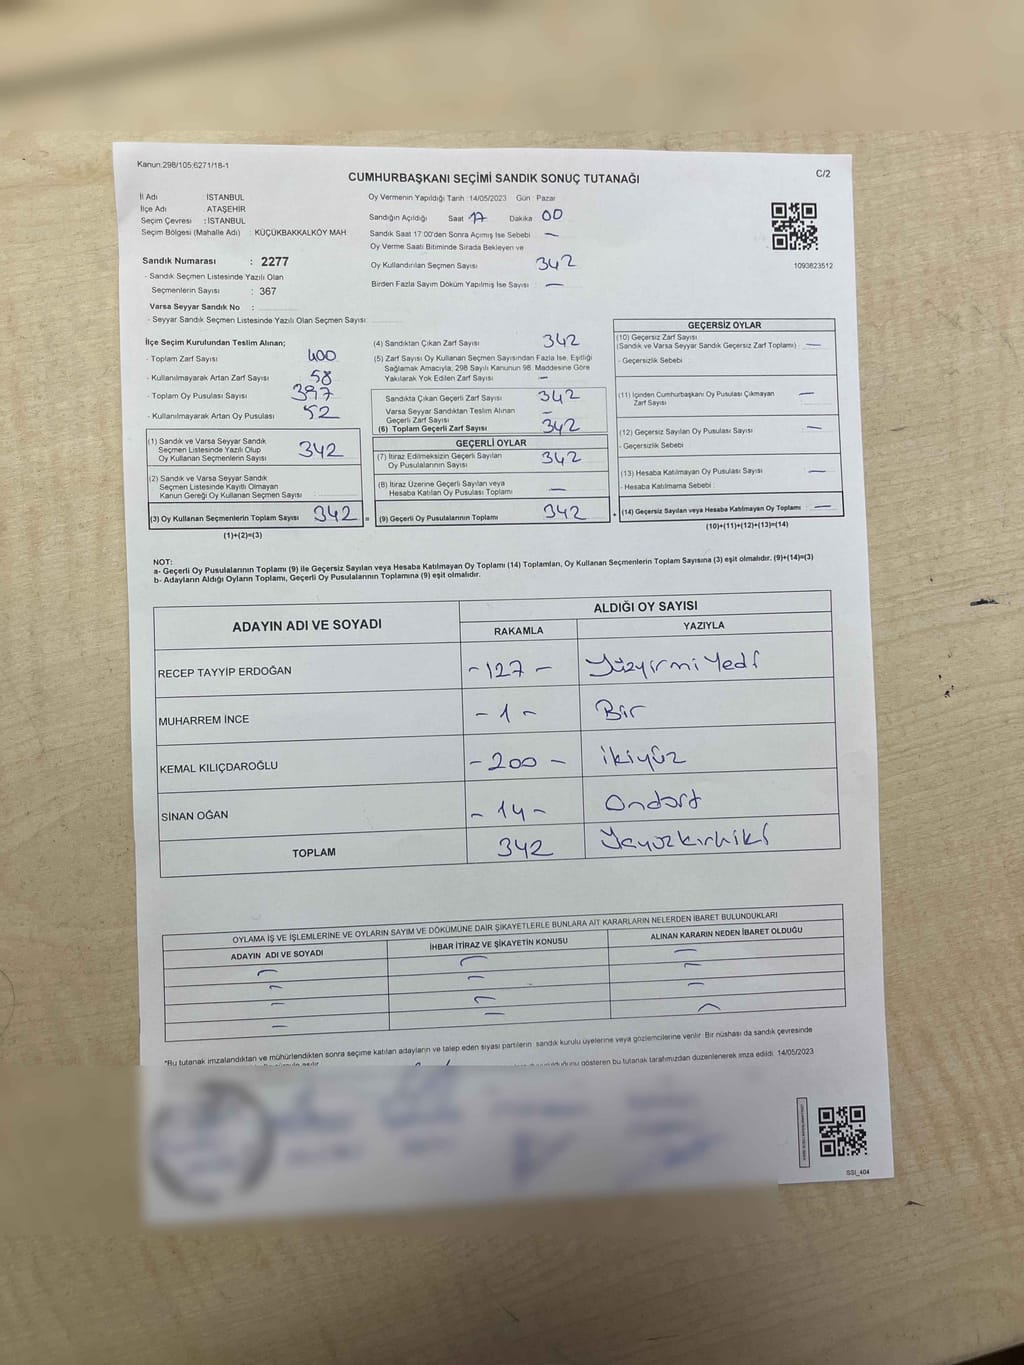 Kanun:298/105;6271/18-1
C/2
CUMHURBAŞKANI SEÇİMİ SANDIK SONUÇ TUTANAĞI
İl Adı İSTANBUL
İlçe Adı : ATAŞEHİR
Seçim Çevresi : İSTANBUL
Seçim Bölgesi (Mahalle Adı) : KÜÇÜKBAKKALKÖY MAH.
Sandık Numarası : 2277
- Sandık Seçmen Listesinde Yazılı Olan
Seçmenlerin Sayısı : 367
Varsa Seyyar Sandık No :
- Seyyar Sandık Seçmen Listesinde Yazılı Olan Seçmen Sayısı:
Oy Vermenin Yapıldığı Tarih :14/05/2023 Gün : Pazar
Sandığın Açıldığı Saat 17 Dakika 00
Sandık Saat 17:00'den Sonra Açımış İse Sebebi —
Oy Verme Saati Bitiminde Sırada Bekleyen ve
Oy Kullandırılan Seçmen Sayısı 342
Birden Fazla Sayım Döküm Yapılmış İse Sayısı —
1093623512
İlçe Seçim Kurulundan Teslim Alınan;
- Toplam Zarf Sayısı 400
- Kullanılmayarak Artan Zarf Sayısı 58
- Toplam Oy Pusulası Sayısı 397
- Kullanılmayarak Artan Oy Pusulası 52
(1) Sandık ve Varsa Seyyar Sandık
Seçmen Listesinde Yazılı Olup
Oy Kullanan Seçmenlerin Sayısı 342
(2) Sandık ve Varsa Seyyar Sandık
Seçmen Listesinde Kayıtlı Olmayan
Kanun Gereği Oy Kullanan Seçmen Sayısı
(3) Oy Kullanan Seçmenlerin Toplam Sayısı 342 =
(1)+(2)=(3)
(4) Sandıktan Çıkan Zarf Sayısı 342
(5) Zarf Sayısı Oy Kullanan Seçmen Sayısından Fazla İse, Eşitliği
Sağlamak Amacıyla, 298 Sayılı Kanunun 98. Maddesine Göre
Yakılarak Yok Edilen Zarf Sayısı —
Sandıkta Çıkan Geçerli Zarf Sayısı 342
Varsa Seyyar Sandıktan Teslim Alınan
Geçerli Zarf Sayısı —
(6) Toplam Geçerli Zarf Sayısı 342
GEÇERLİ OYLAR
(7) İtiraz Edilmeksizin Geçerli Sayılan
Oy Pusulalarının Sayısı 342
(8) İtiraz Üzerine Geçerli Sayılan veya
Hesaba Katılan Oy Pusulası Toplamı —
(9) Geçerli Oy Pusulalarının Toplamı 342 +
GEÇERSİZ OYLAR
(10) Geçersiz Zarf Sayısı
(Sandık ve Varsa Seyyar Sandık Geçersiz Zarf Toplamı) —
- Geçersizlik Sebebi
(11) İçinden Cumhurbaşkanı Oy Pusulası Çıkmayan
Zarf Sayısı —
(12) Geçersiz Sayılan Oy Pusulası Sayısı —
- Geçersizlik Sebebi
(13) Hesaba Katılmayan Oy Pusulası Sayısı —
- Hesaba Katılmama Sebebi :
(14) Geçersiz Sayılan veya Hesaba Katılmayan Oy Toplamı —
(10)+(11)+(12)+(13)=(14)
NOT:
a- Geçerli Oy Pusulalarının Toplamı (9) ile Geçersiz Sayılan veya Hesaba Katılmayan Oy Toplamı (14) Toplamları, Oy Kullanan Seçmenlerin Toplam Sayısına (3) eşit olmalıdır. (9)+(14)=(3)
b- Adayların Aldığı Oyların Toplamı, Geçerli Oy Pusulalarının Toplamına (9) eşit olmalıdır.
ADAYIN ADI VE SOYADI
ALDIĞI OY SAYISI
RAKAMLA YAZIYLA
RECEP TAYYİP ERDOĞAN - 127 - Yüzyirmi Yedi
MUHARREM İNCE - 1 - Bir
KEMAL KILIÇDAROĞLU - 200 - ikiyüz
SİNAN OĞAN - 14 - Ondört
TOPLAM 342
OYLAMA İŞ VE İŞLEMLERİNE VE OYLARIN SAYIM VE DÖKÜMÜNE DAİR ŞİKAYETLERLE BUNLARA AİT KARARLARIN NELERDEN İBARET BULUNDUKLARI
ADAYIN ADI VE SOYADI İHBAR İTİRAZ VE ŞİKAYETİN KONUSU ALINAN KARARIN NEDEN İBARET OLDUĞU
"Bu tutanak imzalandıktan ve mühürlendikten sonra seçime katılan adayların ve talep eden siyasi partilerin sandık kurulu üyelerine veya gözlemcilerine verilir. Bir nüshası da sandık çevresinde
gösteren bu tutanak tarafımızdan düzenlenerek imza edildi. 14/05/2023
SSI_404